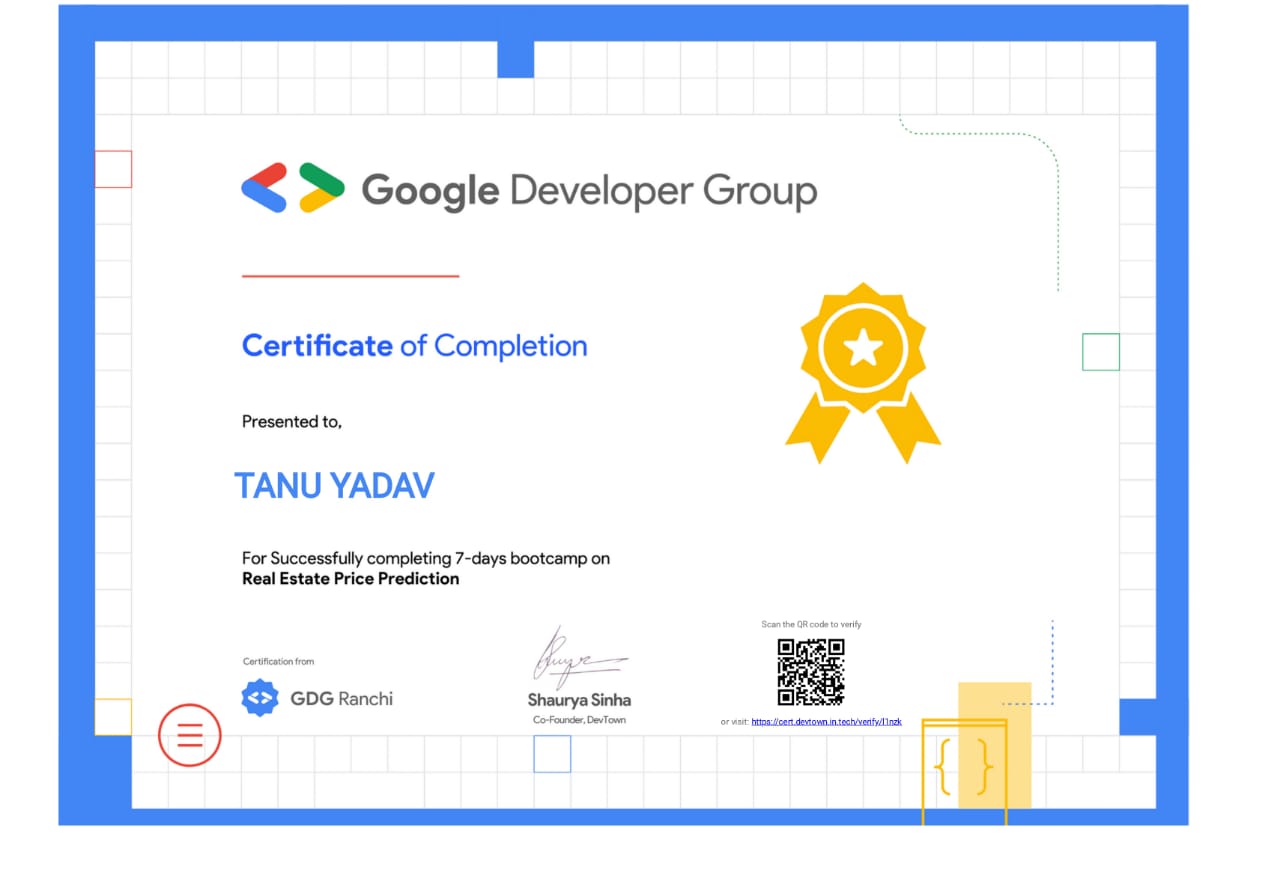 Google Developer Group
Certificate of Completion
Presented to,
TANU YADAV
For Successfully completing 7-days bootcamp on
Real Estate Price Prediction
Certification from
GDG Ranchi
Shaurya Sinha
Co-Founder, DevTown
Scan the QR code to verify
or visit: https://cert.devtown.in.tech/verify/I1nzk
{ }